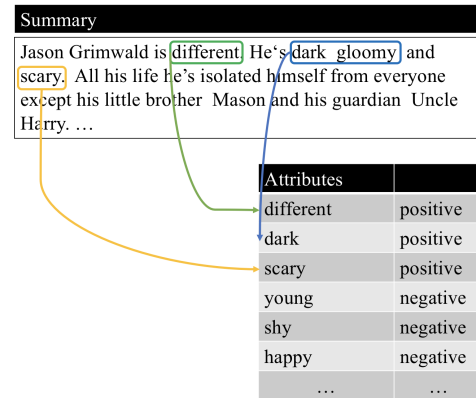 Summary
Jason Grimwald is different He‘s dark gloomy and
scary. All his life he’s isolated himself from everyone
except his little brother Mason and his guardian Uncle
Harry. …
Attributes
different positive
dark positive
scary positive
young negative
shy negative
happy negative
… …